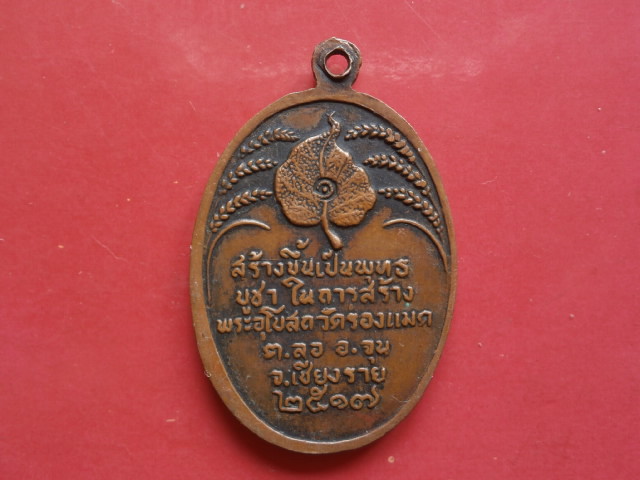 สร้างขึ้นเป็นพุทธ
บูชา ในการสร้าง
พระอุโบสถวัดร่องแมด
ต.ลอ อ.จุน
จ.เชียงราย
๒๕๑๗